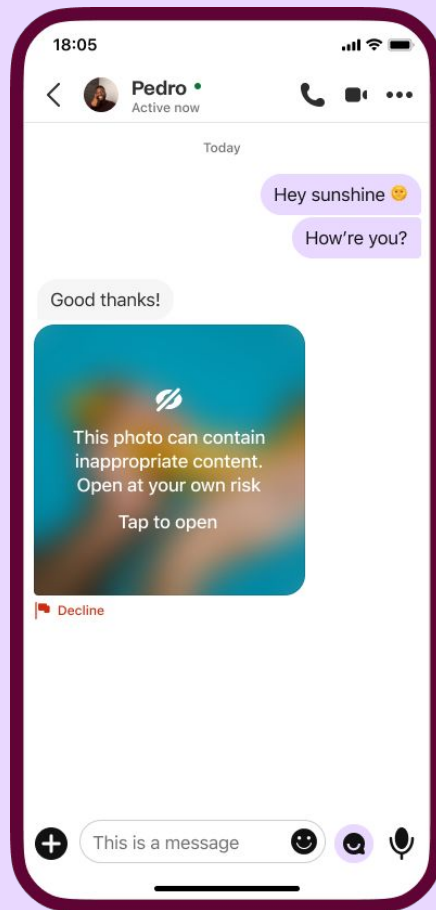 18:05
Pedro
Active now
Today
Hey sunshine 🌞
How’re you?
Good thanks!
This photo can contain
inappropriate content.
Open at your own risk
Tap to open
Decline
This is a message